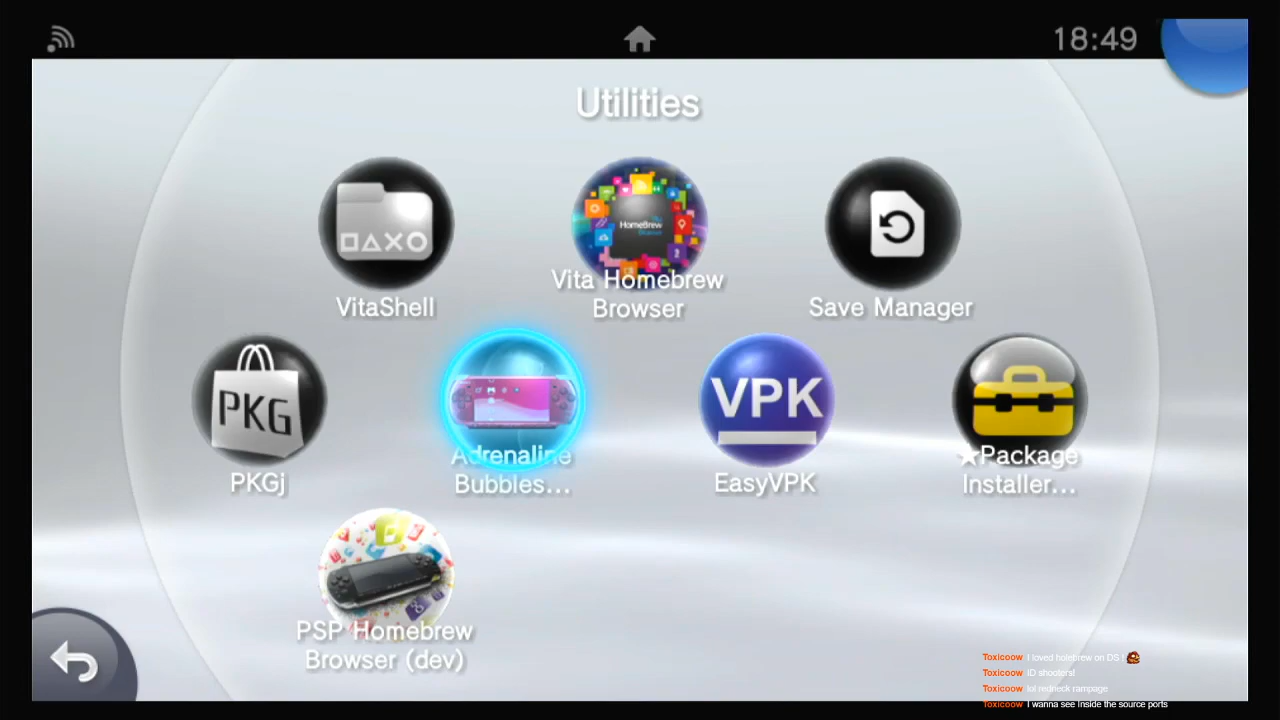 18:49
Utilities
HomeBrew
VitaShell
Vita Homebrew
Browser
Save Manager
PKG
VPK
PKGj
Adrenaline
Bubbles...
EasyVPK
★Package
Installer...
PSP Homebrew
Browser (dev)
Toxicoow I loved holebrew on DS !
Toxicoow ID shooters!
Toxicoow lol redneck rampage
Toxicoow I wanna see Inside the source ports